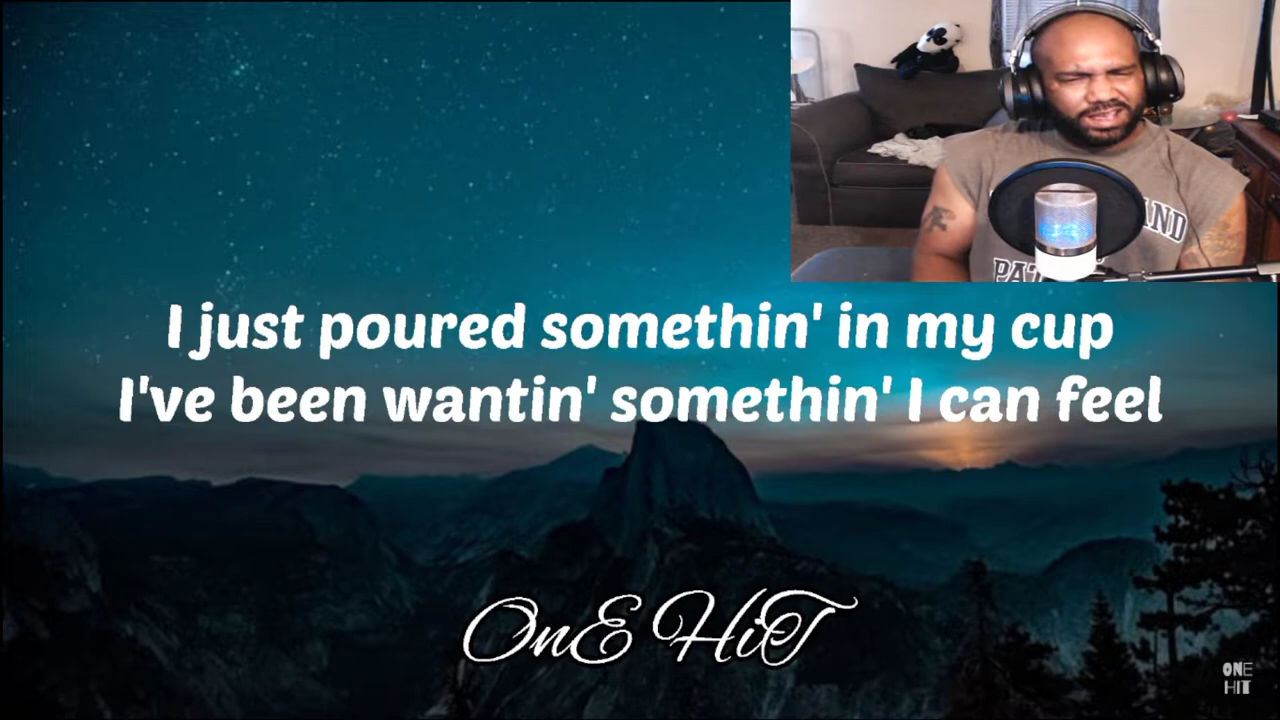 I just poured somethin' in my cup
I've been wantin' somethin' I can feel
OnE HiT
ONE
HIT